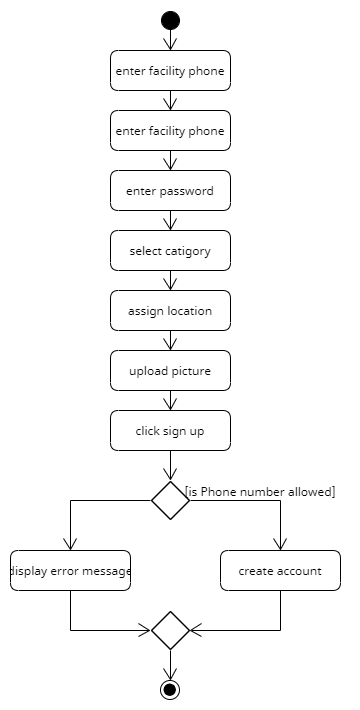 enter facility phone
enter facility phone
enter password
select catigory
assign location
upload picture
click sign up
[is Phone number allowed]
display error message
create account